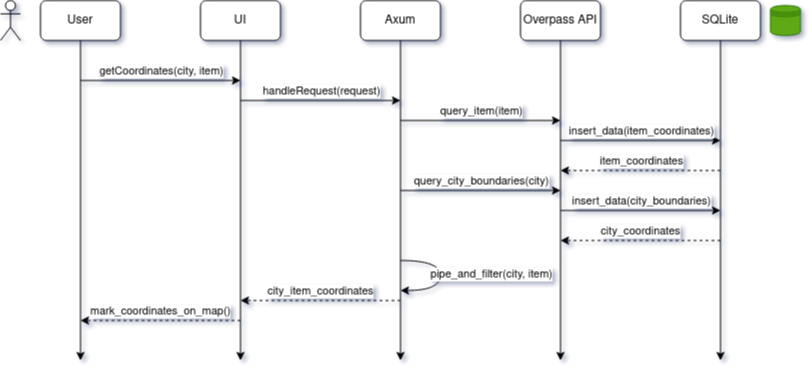 User
UI
Axum
Overpass API
SQLite
getCoordinates(city, item)
handleRequest(request)
query_item(item)
insert_data(item_coordinates)
item_coordinates
query_city_boundaries(city)
insert_data(city_boundaries)
city_coordinates
pipe_and_filter(city, item)
city_item_coordinates
mark_coordinates_on_map()